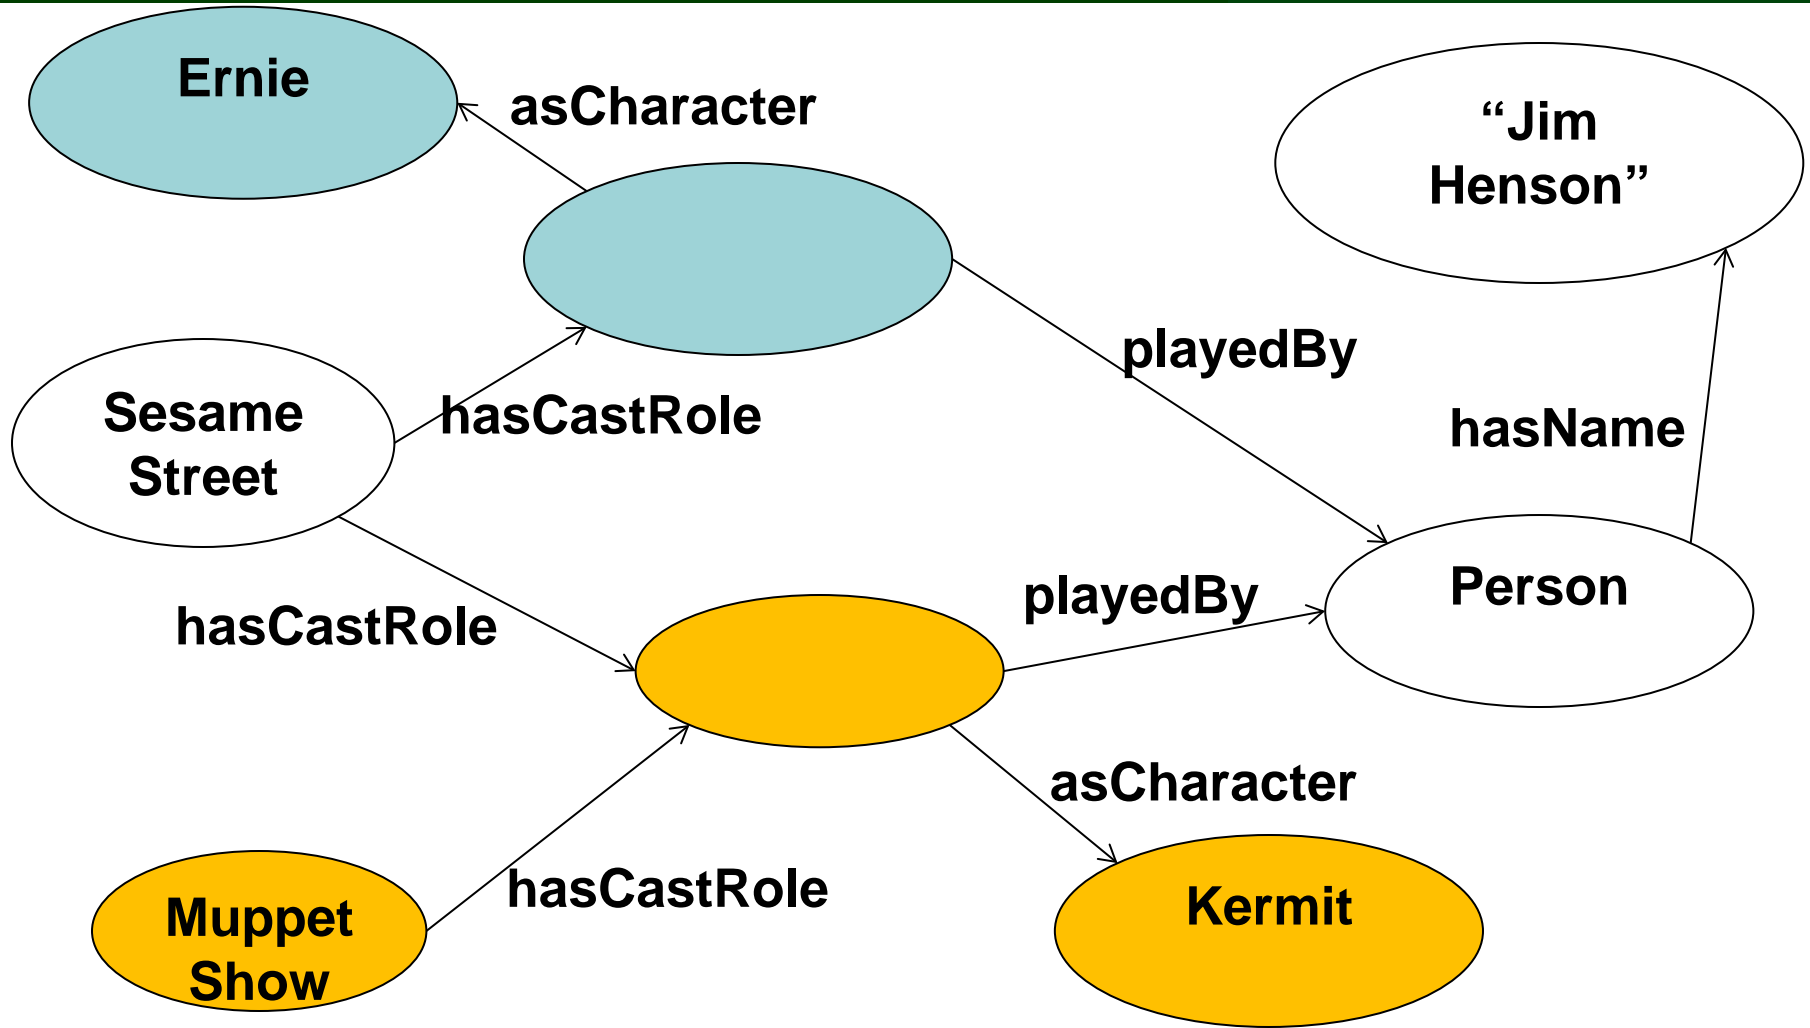 Ernie
asCharacter
“Jim
Henson”
playedBy
Sesame
Street
hasCastRole
hasName
playedBy
Person
hasCastRole
asCharacter
Muppet
Show
hasCastRole
Kermit